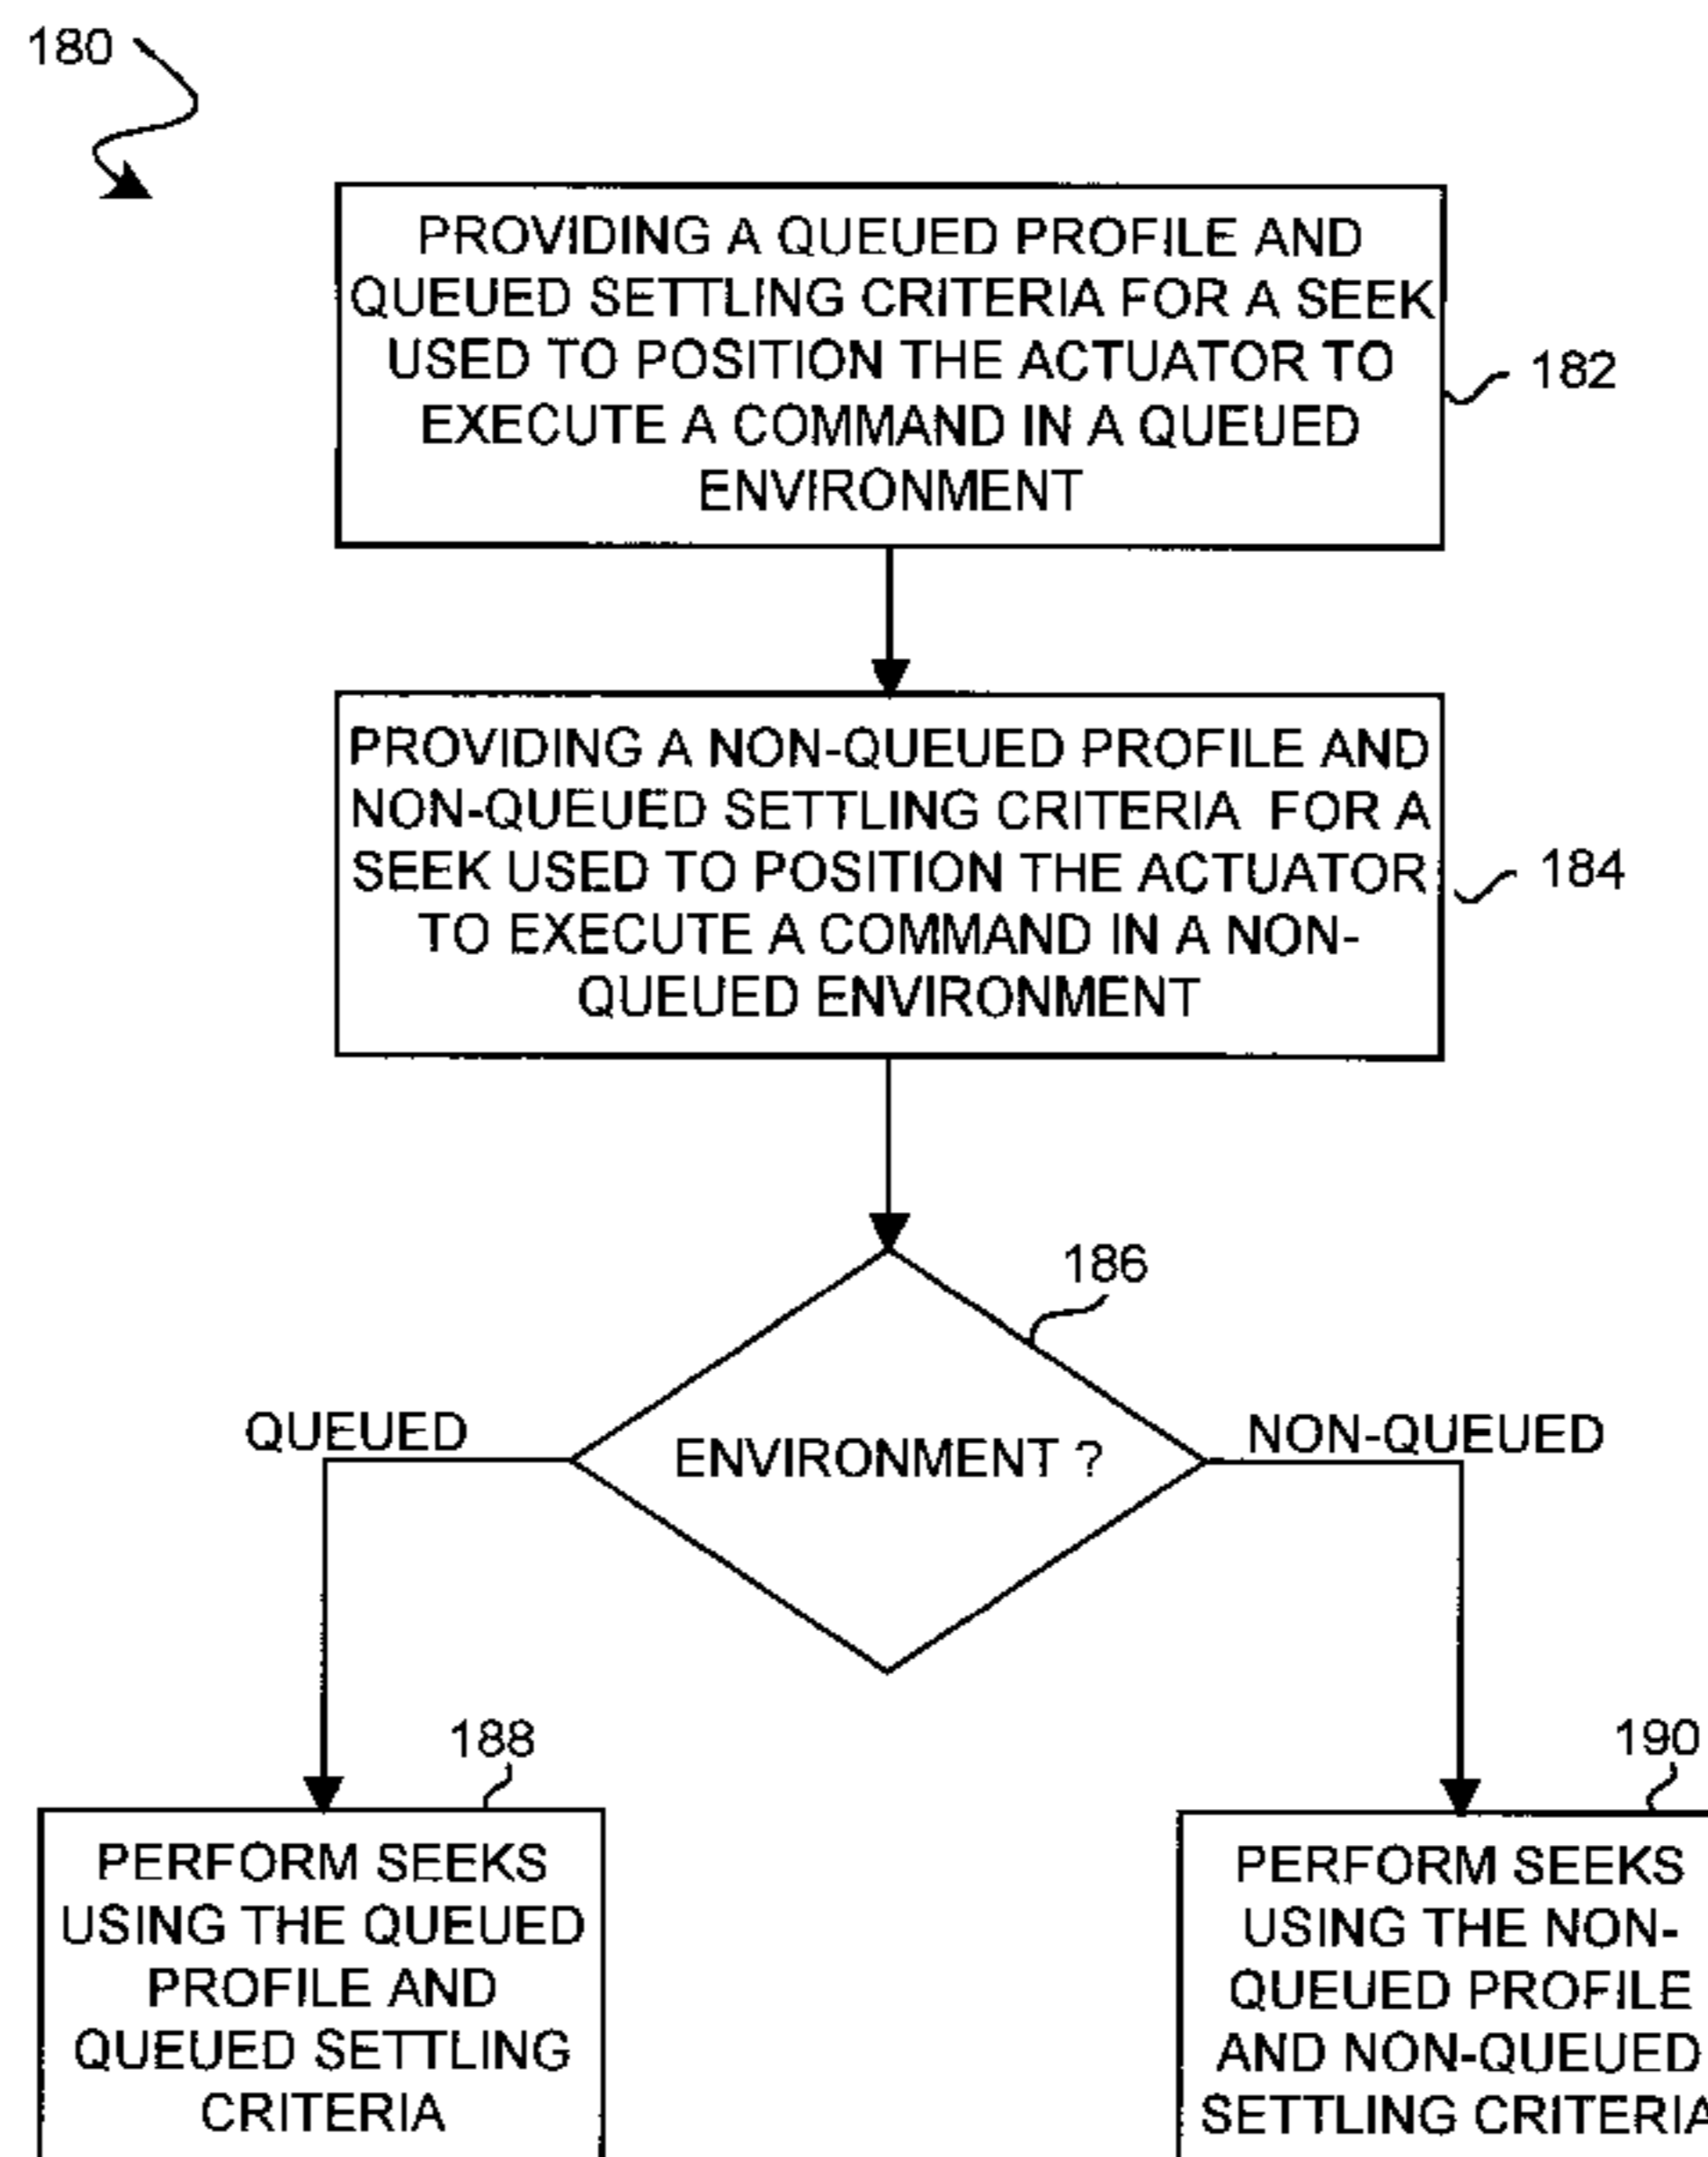 180
PROVIDING A QUEUED PROFILE AND
QUEUED SETTLING CRITERIA FOR A SEEK
USED TO POSITION THE ACTUATOR TO
EXECUTE A COMMAND IN A QUEUED
ENVIRONMENT
182
PROVIDING A NON-QUEUED PROFILE AND
NON-QUEUED SETTLING CRITERIA FOR A
SEEK USED TO POSITION THE ACTUATOR
TO EXECUTE A COMMAND IN A NON-
QUEUED ENVIRONMENT
184
186
ENVIRONMENT ?
QUEUED
NON-QUEUED
188
PERFORM SEEKS
USING THE QUEUED
PROFILE AND
QUEUED SETTLING
CRITERIA
190
PERFORM SEEKS
USING THE NON-
QUEUED PROFILE
AND NON-QUEUED
SETTLING CRITERIA